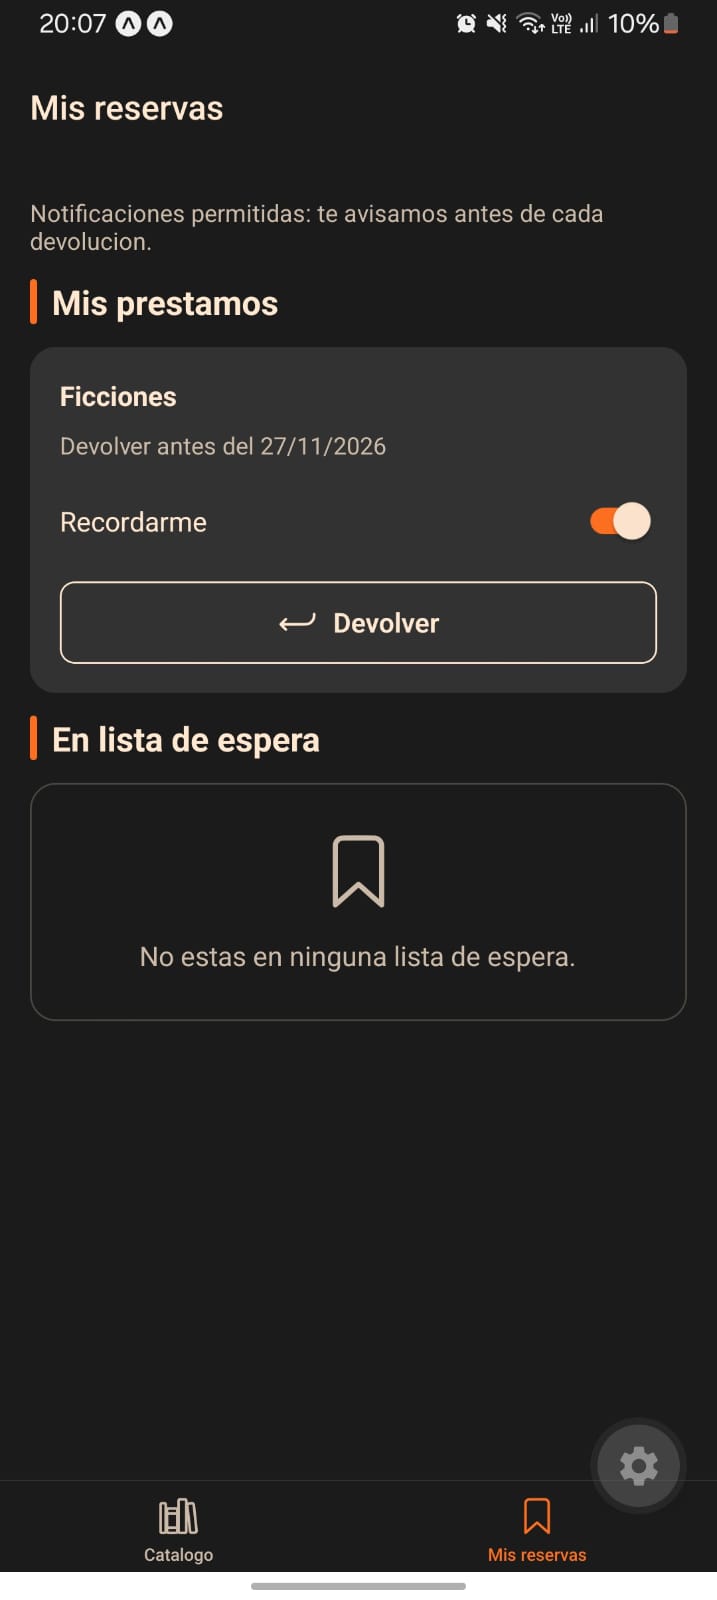 20:07
Vo))
LTE
10%
Mis reservas
Notificaciones permitidas: te avisamos antes de cada
devolucion.
Mis prestamos
Ficciones
Devolver antes del 27/11/2026
Recordarme
Devolver
En lista de espera
No estas en ninguna lista de espera.
Catalogo
Mis reservas